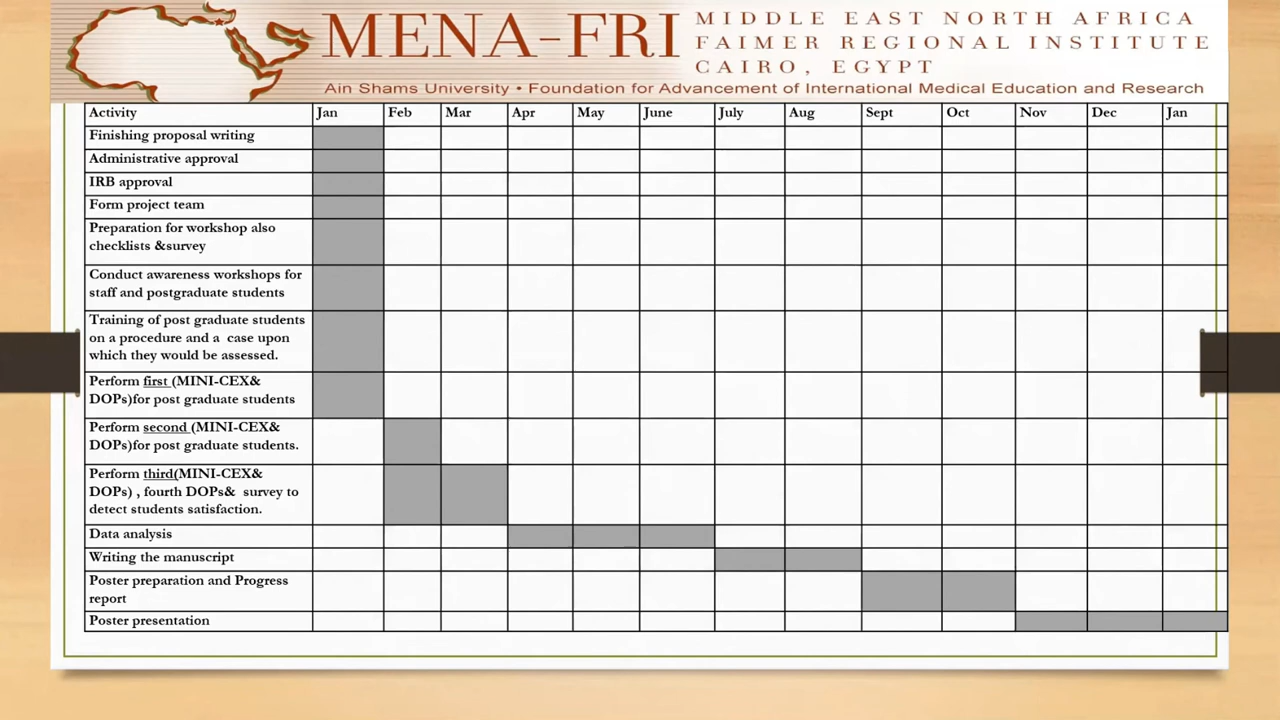 MENA-FRI
MIDDLE EAST NORTH AFRICA
FAIMER REGIONAL INSTITUTE
CAIRO, EGYPT
Ain Shams University • Foundation for Advancement of International Medical Education and Research
Activity Jan Feb Mar Apr May June July Aug Sept Oct Nov Dec Jan
Finishing proposal writing
Administrative approval
IRB approval
Form project team
Preparation for workshop also
checklists &survey
Conduct awareness workshops for
staff and postgraduate students
Training of post graduate students
on a procedure and a case upon
which they would be assessed.
Perform first (MINI-CEX&
DOPs)for post graduate students
Perform second (MINI-CEX&
DOPs)for post graduate students.
Perform third(MINI-CEX&
DOPs) , fourth DOPs& survey to
detect students satisfaction.
Data analysis
Writing the manuscript
Poster preparation and Progress
report
Poster presentation